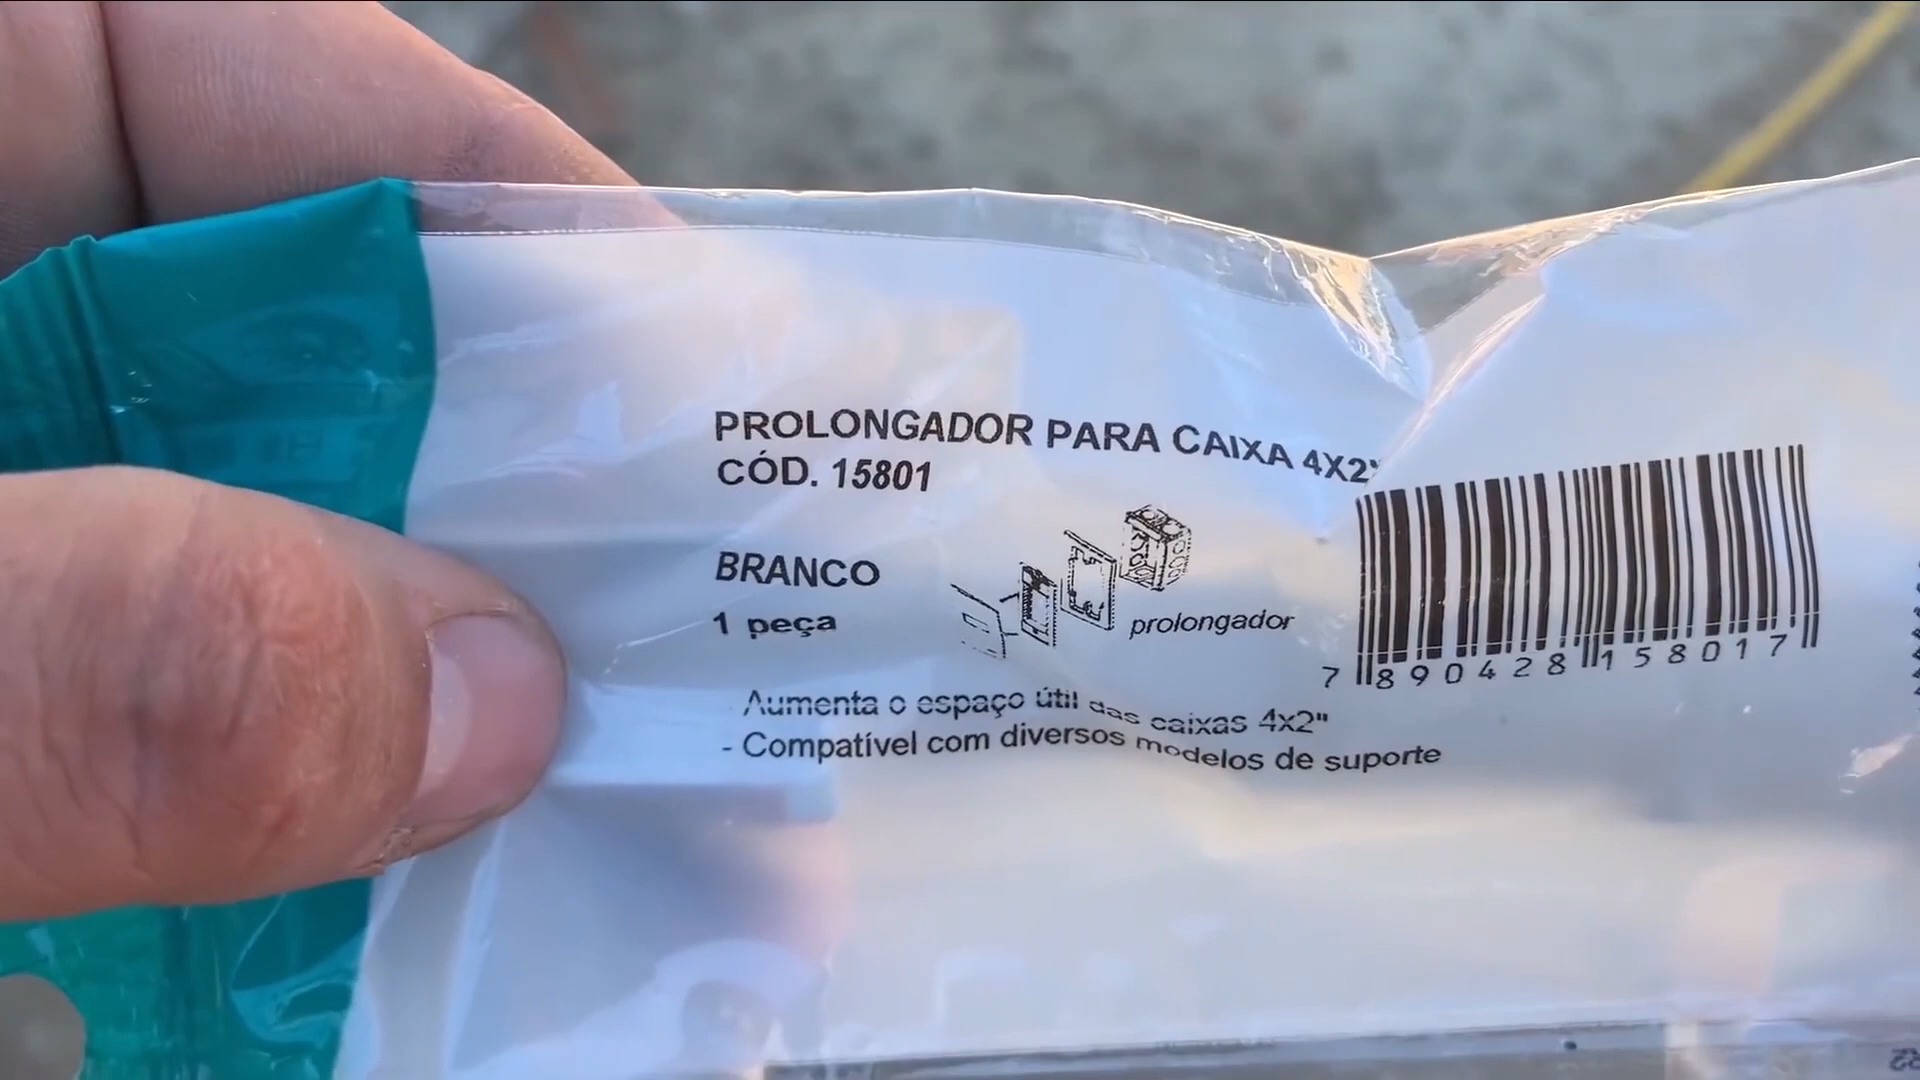 PROLONGADOR PARA CAIXA 4X2"
CÓD. 15801
BRANCO
1 peça
prolongador
7 890428 158017
Aumenta o espaço útil das caixas 4x2"
- Compatível com diversos modelos de suporte